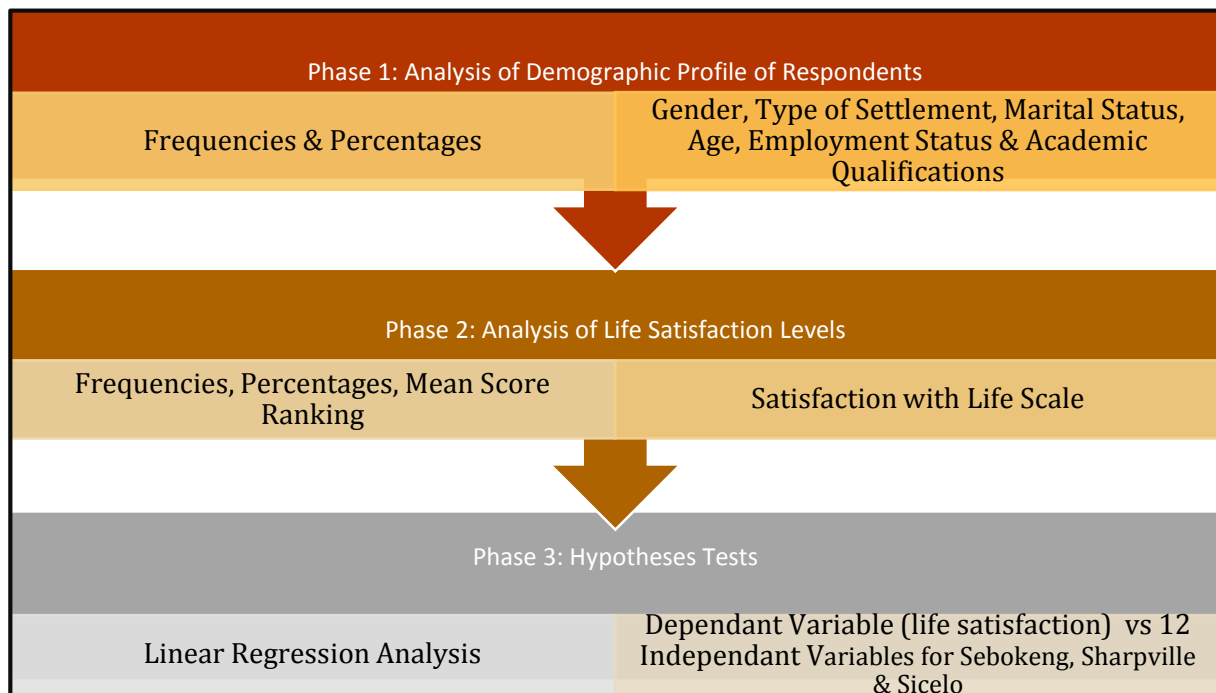 Phase 1: Analysis of Demographic Profile of Respondents
Frequencies & Percentages
Gender, Type of Settlement, Marital Status,
Age, Employment Status & Academic
Qualifications
Phase 2: Analysis of Life Satisfaction Levels
Frequencies, Percentages, Mean Score
Ranking
Satisfaction with Life Scale
Phase 3: Hypotheses Tests
Linear Regression Analysis
Dependant Variable (life satisfaction) vs 12
Independant Variables for Sebokeng, Sharpville
& Sicelo